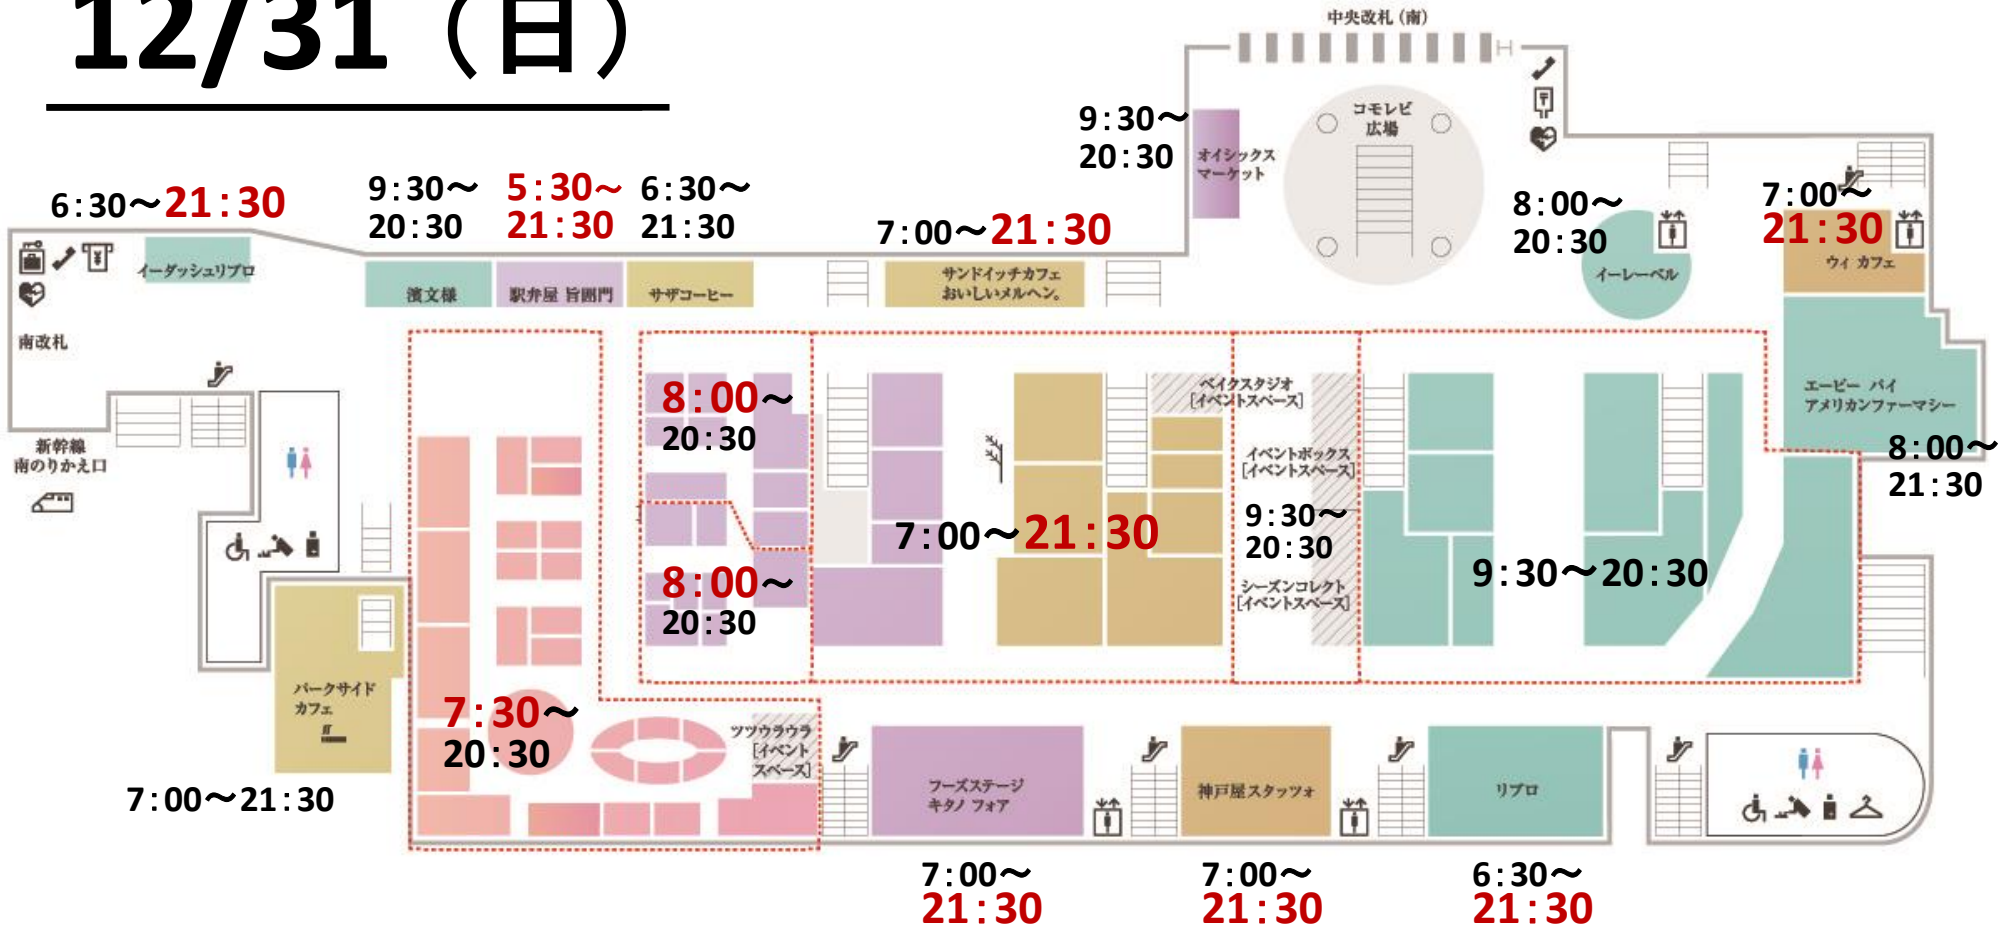 12/31（日）
中央改札（南）
コモレビ
広場
9:30～
20:30
オイシックス
マーケット
6:30～21:30
9:30～
20:30
5:30～
21:30
6:30～
21:30
7:00～21:30
8:00～
20:30
7:00～
21:30
イーダッシュリブロ
濱文様
駅弁屋 旨囲門
サザコーヒー
サンドイッチカフェ
おいしいメルヘン。
イーレーベル
ウィ カフェ
南改札
新幹線
南のりかえ口
8:00～
20:30
ベイクスタジオ
[イベントスペース]
エービー パイ
アメリカンファーマシー
8:00～
21:30
イベントボックス
[イベントスペース]
7:00～21:30
9:30～
20:30
8:00～
20:30
シーズンコレクト
[イベントスペース]
9:30～20:30
パークサイド
カフェ
7:00～21:30
7:30～
20:30
ツヅウラウラ
[イベント
スペース]
フーズステージ
キタノ フォア
神戸屋スタッツォ
リブロ
7:00～
21:30
7:00～
21:30
6:30～
21:30